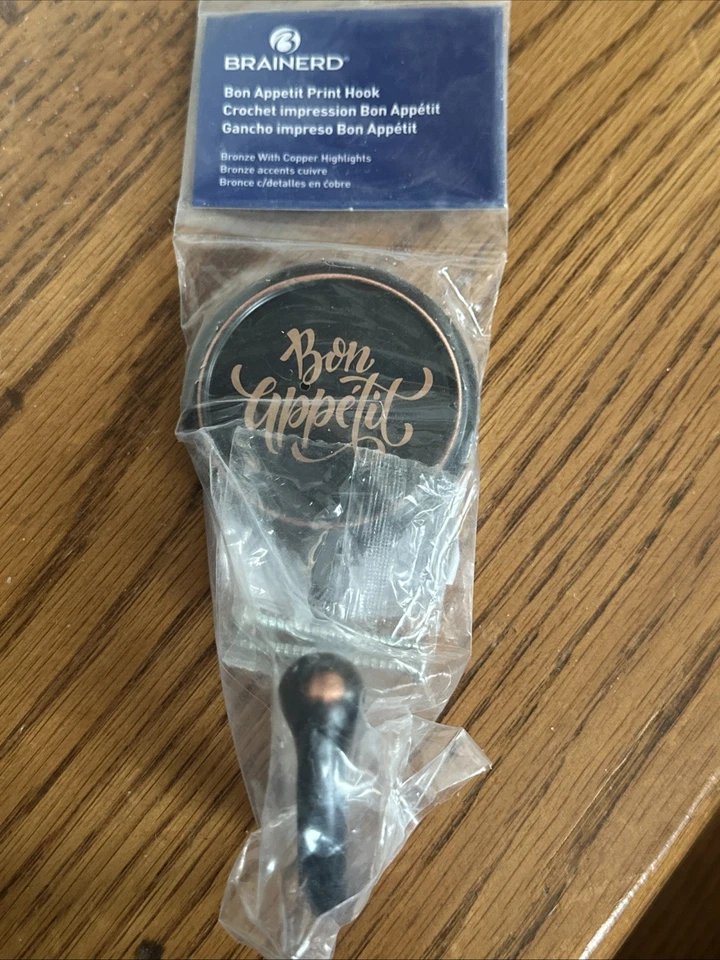 BRAINERD®
Bon Appetit Print Hook
Crochet impression Bon Appétit
Gancho impreso Bon Appétit
Bronze With Copper Highlights
Bronze accents cuivre
Bronce c/detalles en cobre
Bon
appétit